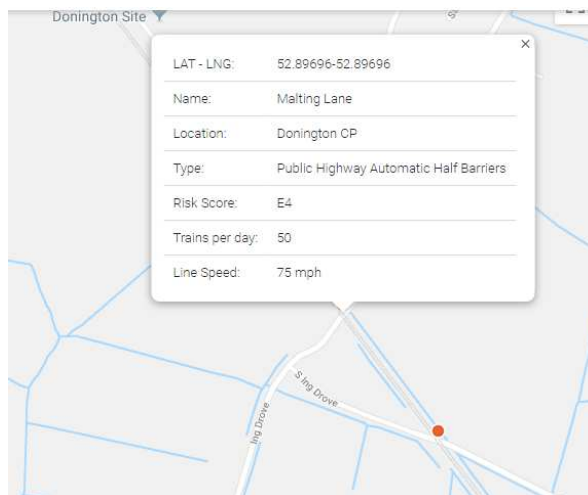 Donington Site
×
LAT - LNG: 52.89696-52.89696
Name: Malting Lane
Location: Donington CP
Type: Public Highway Automatic Half Barriers
Risk Score: E4
Trains per day: 50
Line Speed: 75 mph
S Ing Drove
Ing Drove